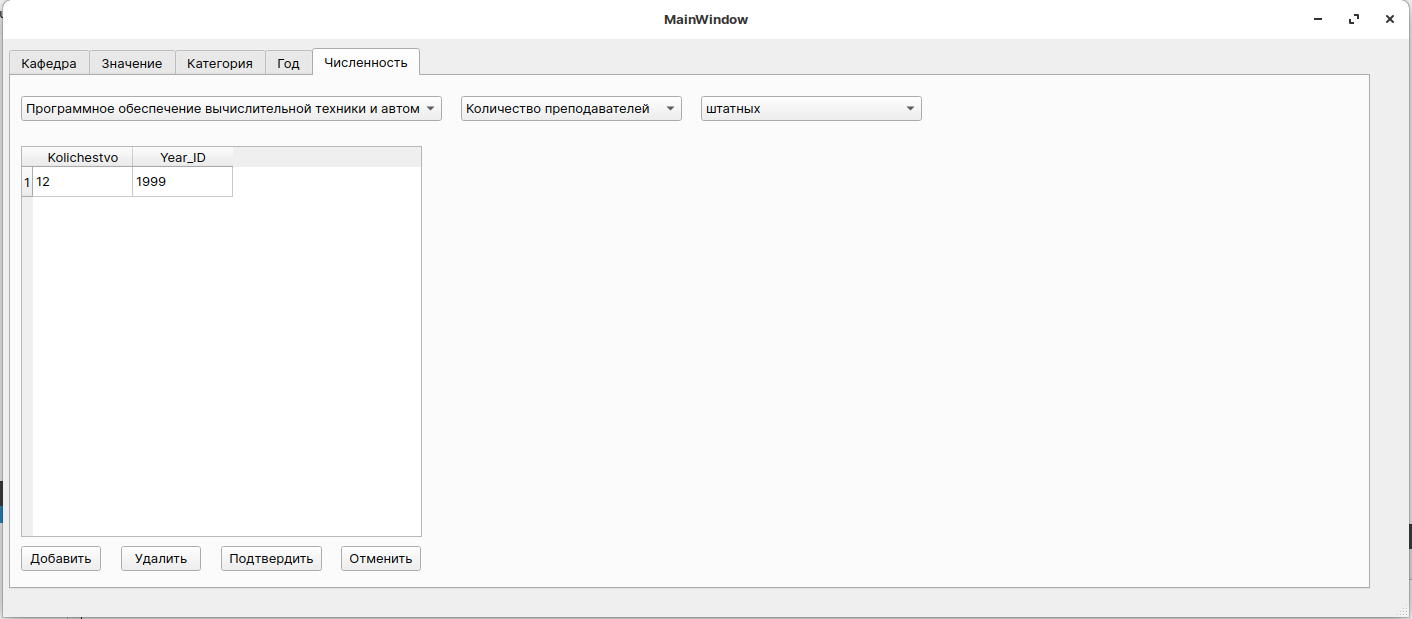 MainWindow
Кафедра Значение Категория Год Численность
Программное обеспечение вычислительной техники и автом Количество преподавателей штатных
Kolichestvo Year_ID
1 12 1999
Добавить Удалить Подтвердить Отменить